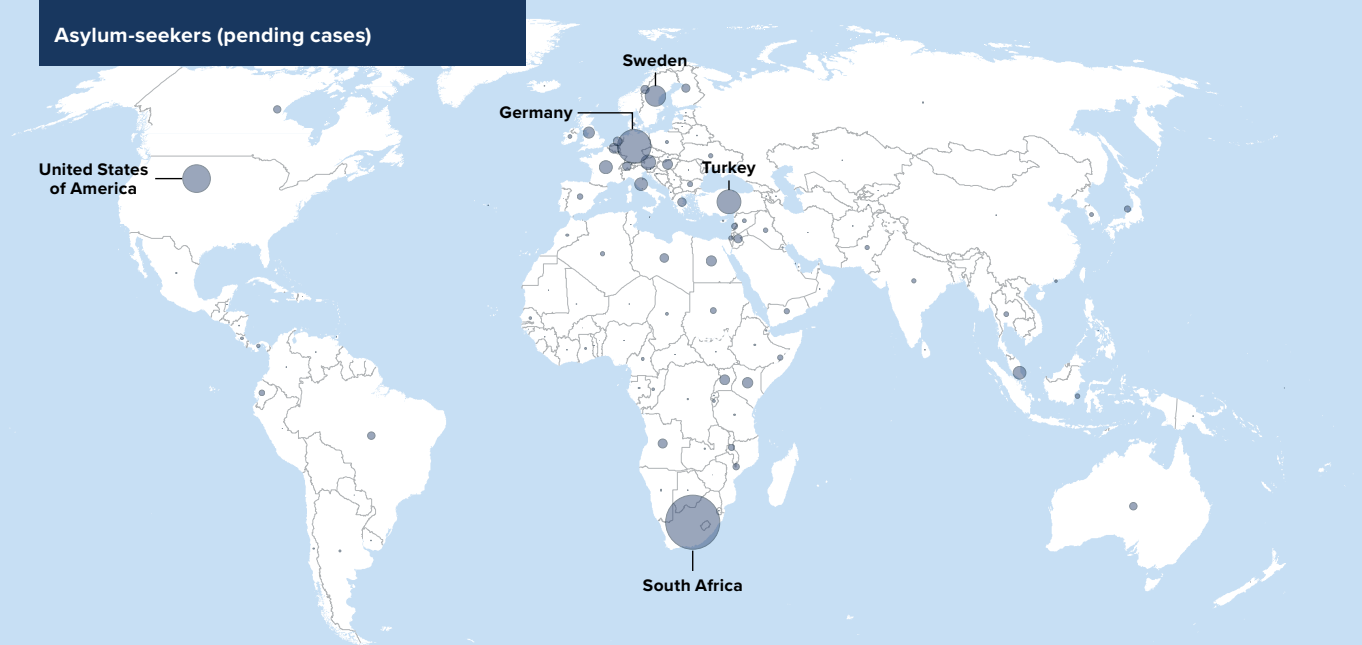 Asylum-seekers (pending cases)
Sweden
Germany
United States
of America
Turkey
South Africa